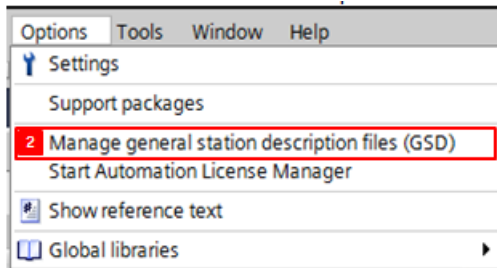 Options Tools Window Help
Settings
Support packages
2 Manage general station description files (GSD)
Start Automation License Manager
Show reference text
Global libraries